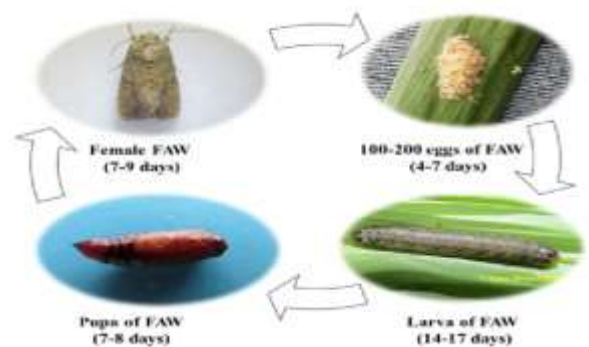 Female FAW
(7-9 days)
100-200 eggs of FAW
(4-7 days)
Pupa of FAW
(7-8 days)
Larva of FAW
(14-17 days)